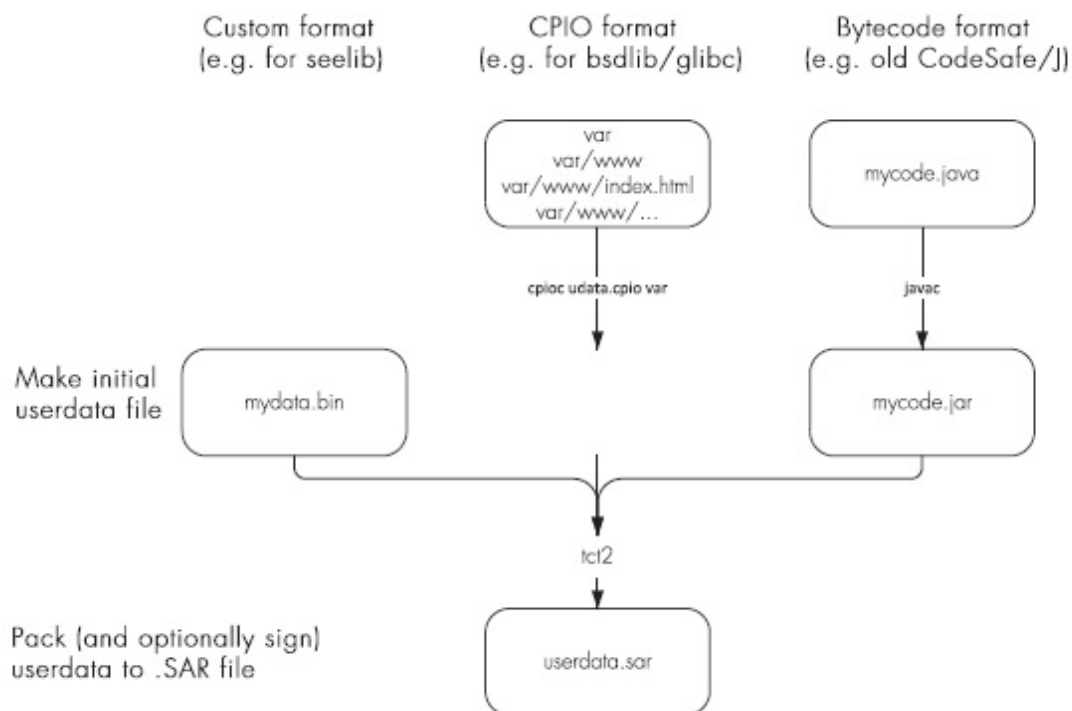 Custom format
(e.g. for seelib)
CPIO format
(e.g. for bsdlib/glibc)
Bytecode format
(e.g. old CodeSafe/J)
var
var/www
var/www/index.html
var/www/...
mycode.java
cpioc udata.cpio var
javac
Make initial
userdata file
mydata.bin
mycode.jar
tct2
Pack (and optionally sign)
userdata to .SAR file
userdata.sar